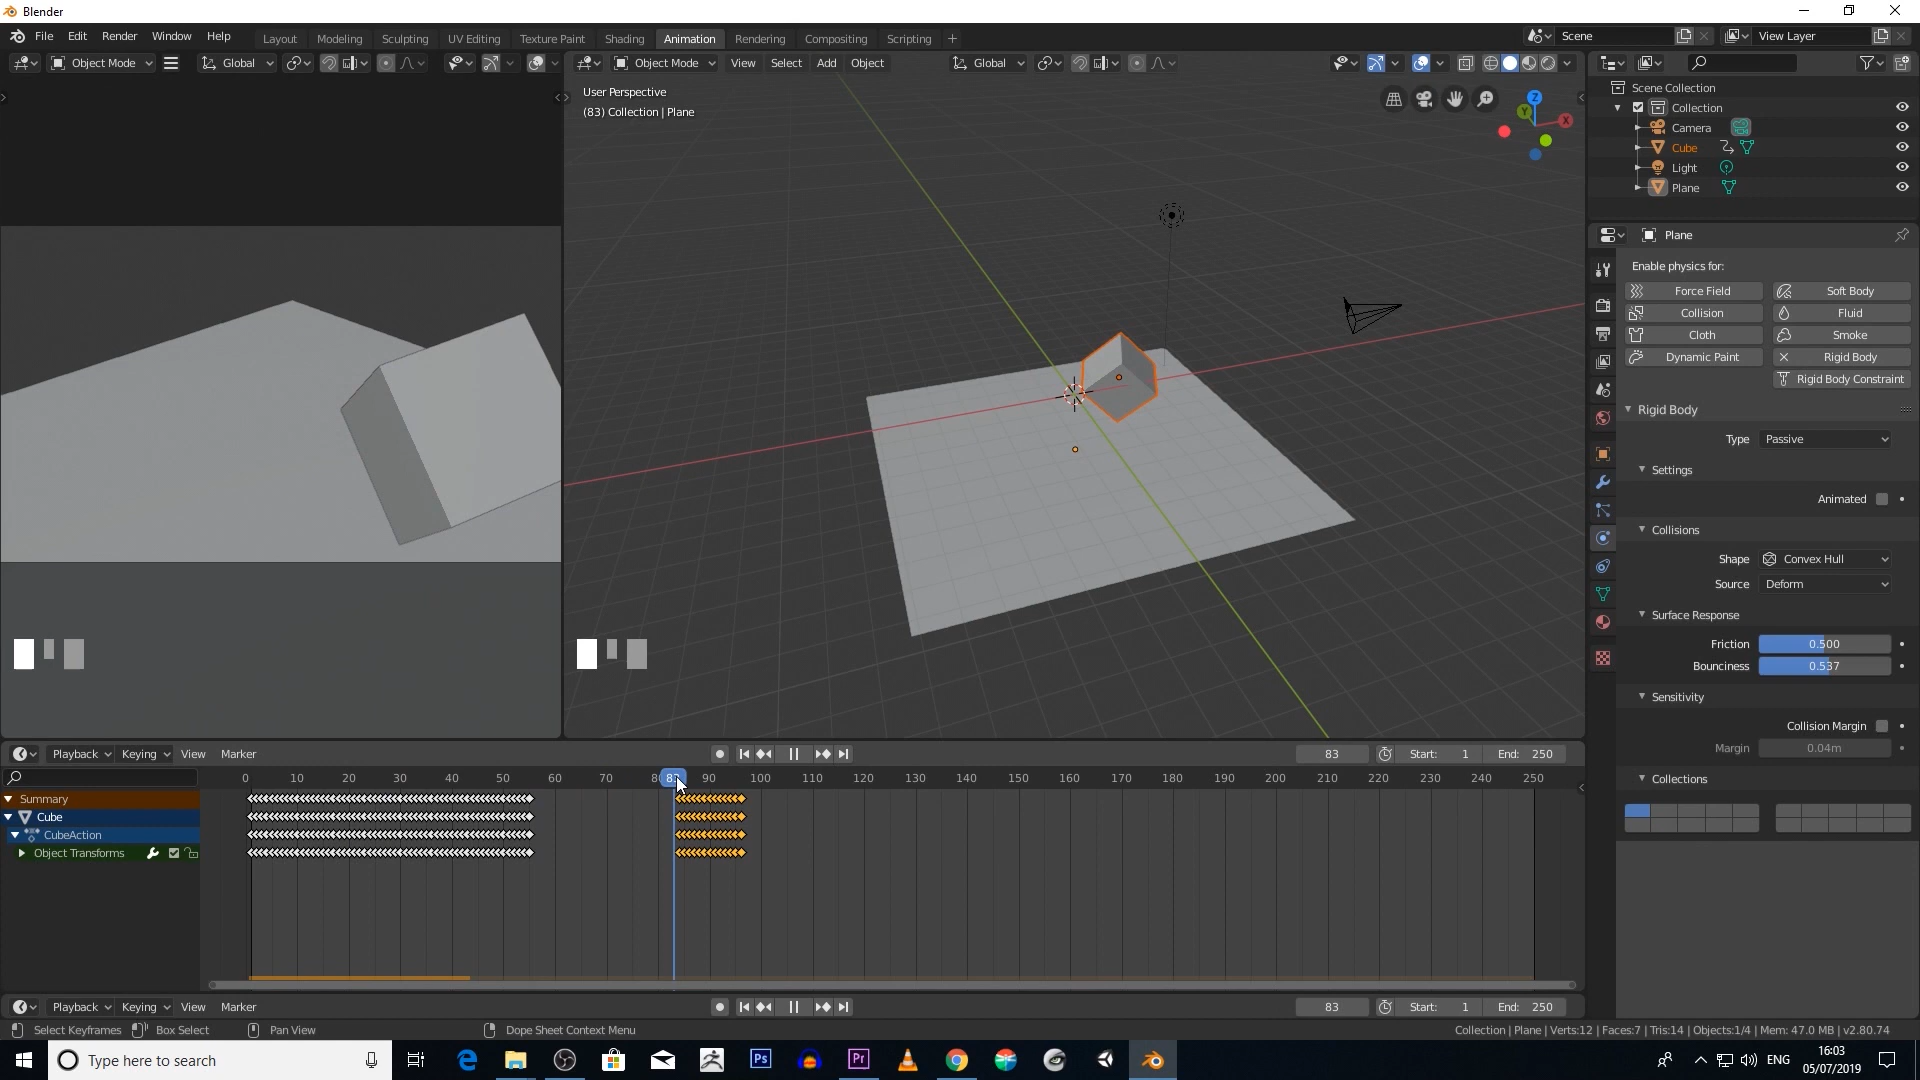 Blender
File Edit Render Window Help
Layout Modeling Sculpting UV Editing Texture Paint Shading Animation Rendering Compositing Scripting +
Scene
View Layer
Object Mode
Global
Object Mode View Select Add Object
Global
User Perspective
(83) Collection | Plane
Z
Y
X
Scene Collection
Collection
Camera
Cube
Light
Plane
Plane
Enable physics for:
Force Field
Soft Body
Collision
Fluid
Cloth
Smoke
Dynamic Paint
Rigid Body
Rigid Body Constraint
Rigid Body
Type Passive
Settings
Animated
Collisions
Shape Convex Hull
Source Deform
Surface Response
Friction 0.500
Bounciness 0.537
Sensitivity
Collision Margin
Margin 0.04m
Collections
Playback Keying View Marker
83 Start: 1 End: 250
0 10 20 30 40 50 60 70 83 90 100 110 120 130 140 150 160 170 180 190 200 210 220 230 240 250
Summary
Cube
CubeAction
Object Transforms
Playback Keying View Marker
83 Start: 1 End: 250
Select Keyframes Box Select Pan View Dope Sheet Context Menu
Collection | Plane | Verts:12 | Faces:7 | Tris:14 | Objects:1/4 | Mem: 47.0 MB | v2.80.74
Type here to search
Ps
Pr
ENG
16:03
05/07/2019